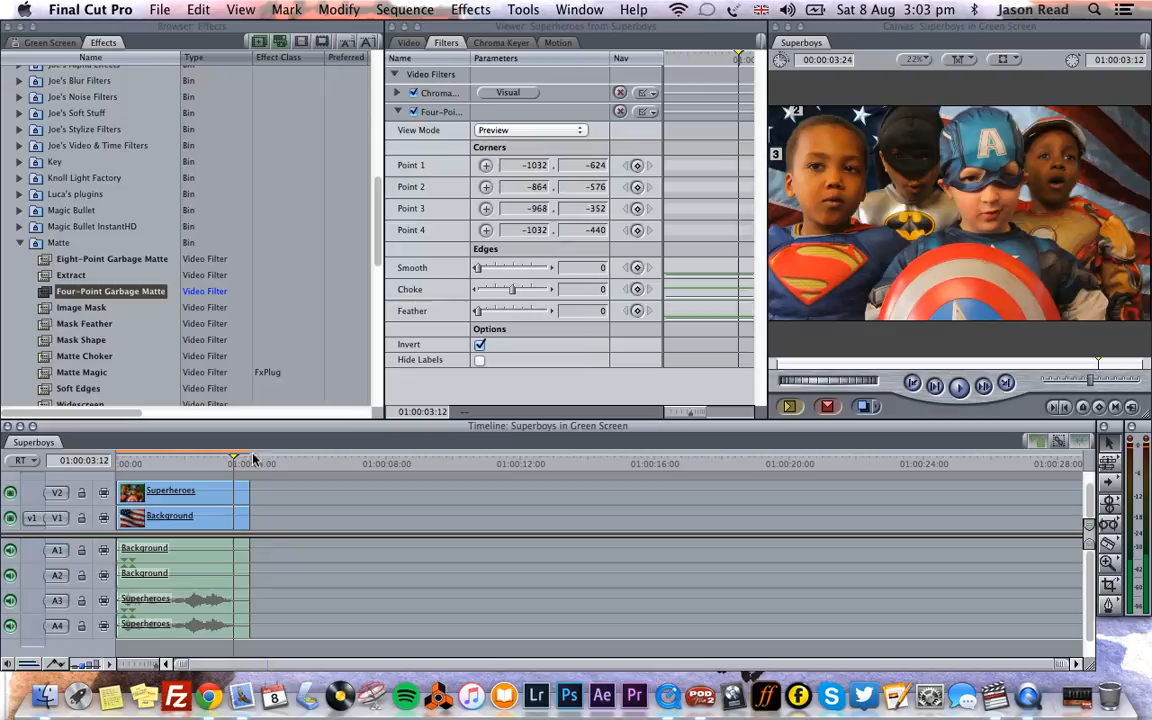 Final Cut Pro File Edit View Mark Modify Sequence Effects Tools Window Help Sat 8 Aug 3:03 pm Jason Read
Browser: Effects
Viewer: Superheroes from Superboys
Canvas: Superboys in Green Screen
Green Screen Effects
Video Filters Chroma Keyer Motion
Superboys
Name Type Effect Class Preferred
Name Parameters Nav
00:00:03:24 22% 01:00:03:12
Joe's Blur Filters Bin
Joe's Noise Filters Bin
Joe's Soft Stuff Bin
Joe's Stylize Filters Bin
Joe's Video & Time Filters Bin
Key Bin
Knoll Light Factory Bin
Luca's plugins Bin
Magic Bullet Bin
Magic Bullet InstantHD Bin
Matte Bin
Eight-Point Garbage Matte Video Filter
Extract Video Filter
Four-Point Garbage Matte Video Filter
Image Mask Video Filter
Mask Feather Video Filter
Mask Shape Video Filter
Matte Choker Video Filter
Matte Magic Video Filter FxPlug
Soft Edges Video Filter
Widescreen Video Filter
Video Filters
Chroma... Visual
Four-Poi...
View Mode Preview
Corners
Point 1 -1032 , -624
Point 2 -864 , -576
Point 3 -968 , -352
Point 4 -1032 , -440
Edges
Smooth 0
Choke 0
Feather 0
Options
Invert
Hide Labels
01:00:03:12 --
2
3
A
Timeline: Superboys in Green Screen
Superboys
RT 01:00:03:12 00:00 01:00:08:00 01:00:12:00 01:00:16:00 01:00:20:00 01:00:24:00 01:00:28:00
V2 Superheroes
v1 V1 Background
A1 Background
A2 Background
A3 Superheroes
A4 Superheroes
8 Lr Ps Ae Pr POD ff f